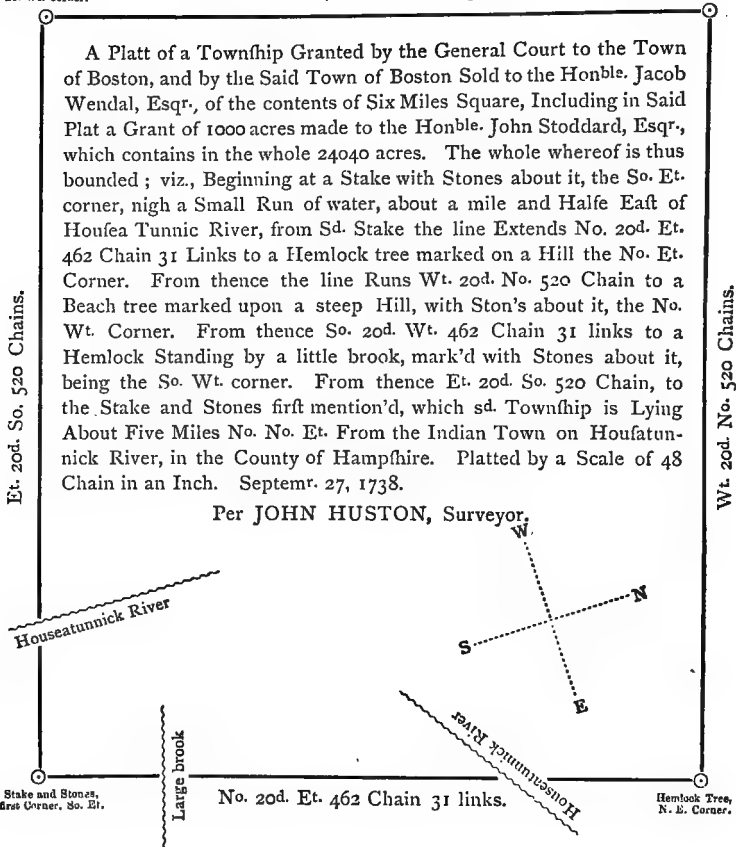 A Platt of a Townſhip Granted by the General Court to the Town
of Boston, and by the Said Town of Boston Sold to the Honble. Jacob
Wendal, Esqr., of the contents of Six Miles Square, Including in Said
Plat a Grant of 1000 acres made to the Honble. John Stoddard, Esqr.,
which contains in the whole 24040 acres. The whole whereof is thus
bounded ; viz., Beginning at a Stake with Stones about it, the So. Et.
corner, nigh a Small Run of water, about a mile and Halfe Eaſt of
Houſea Tunnic River, from Sd. Stake the line Extends No. 20d. Et.
462 Chain 31 Links to a Hemlock tree marked on a Hill the No. Et.
Corner. From thence the line Runs Wt. 20d. No. 520 Chain to a
Beach tree marked upon a steep Hill, with Ston's about it, the No.
Wt. Corner. From thence So. 20d. Wt. 462 Chain 31 links to a
Hemlock Standing by a little brook, mark'd with Stones about it,
being the So. Wt. corner. From thence Et. 20d. So. 520 Chain, to
the Stake and Stones firſt mention'd, which sd. Townſhip is Lying
About Five Miles No. No. Et. From the Indian Town on Houſatun-
nick River, in the County of Hampſhire. Platted by a Scale of 48
Chain in an Inch. Septemr. 27, 1738.
Per JOHN HUSTON, Surveyor.
Et. 20d. So. 520 Chains.
Wt. 20d. No. 520 Chains.
W
N
S
E
Houseatunnick River
Houseatunnick River
Large brook
Stake and Stones,
first Corner, So. Et.
No. 20d. Et. 462 Chain 31 links.
Hemlock Tree,
N. E. Corner.